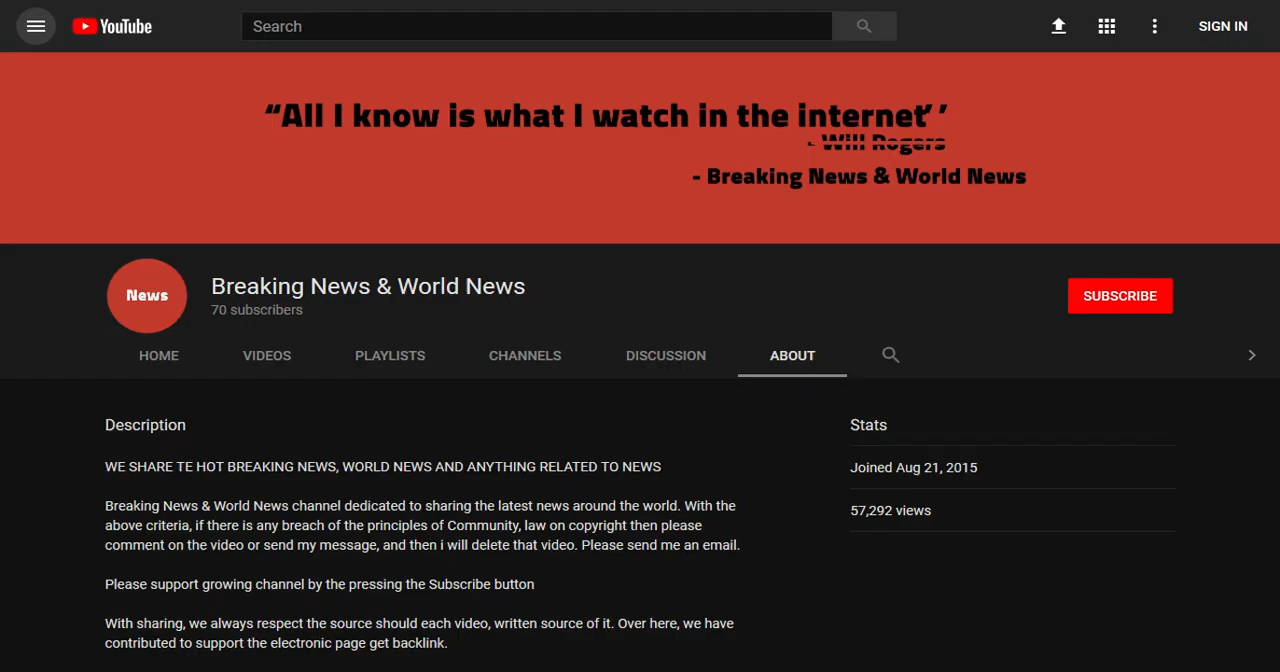 YouTube
Search
SIGN IN
“All I know is what I watch in the internet’’
- Will Rogers
- Breaking News & World News
News
Breaking News & World News
70 subscribers
SUBSCRIBE
HOME VIDEOS PLAYLISTS CHANNELS DISCUSSION ABOUT
Description
WE SHARE TE HOT BREAKING NEWS, WORLD NEWS AND ANYTHING RELATED TO NEWS
Breaking News & World News channel dedicated to sharing the latest news around the world. With the
above criteria, if there is any breach of the principles of Community, law on copyright then please
comment on the video or send my message, and then i will delete that video. Please send me an email.
Please support growing channel by the pressing the Subscribe button
With sharing, we always respect the source should each video, written source of it. Over here, we have
contributed to support the electronic page get backlink.
Stats
Joined Aug 21, 2015
57,292 views